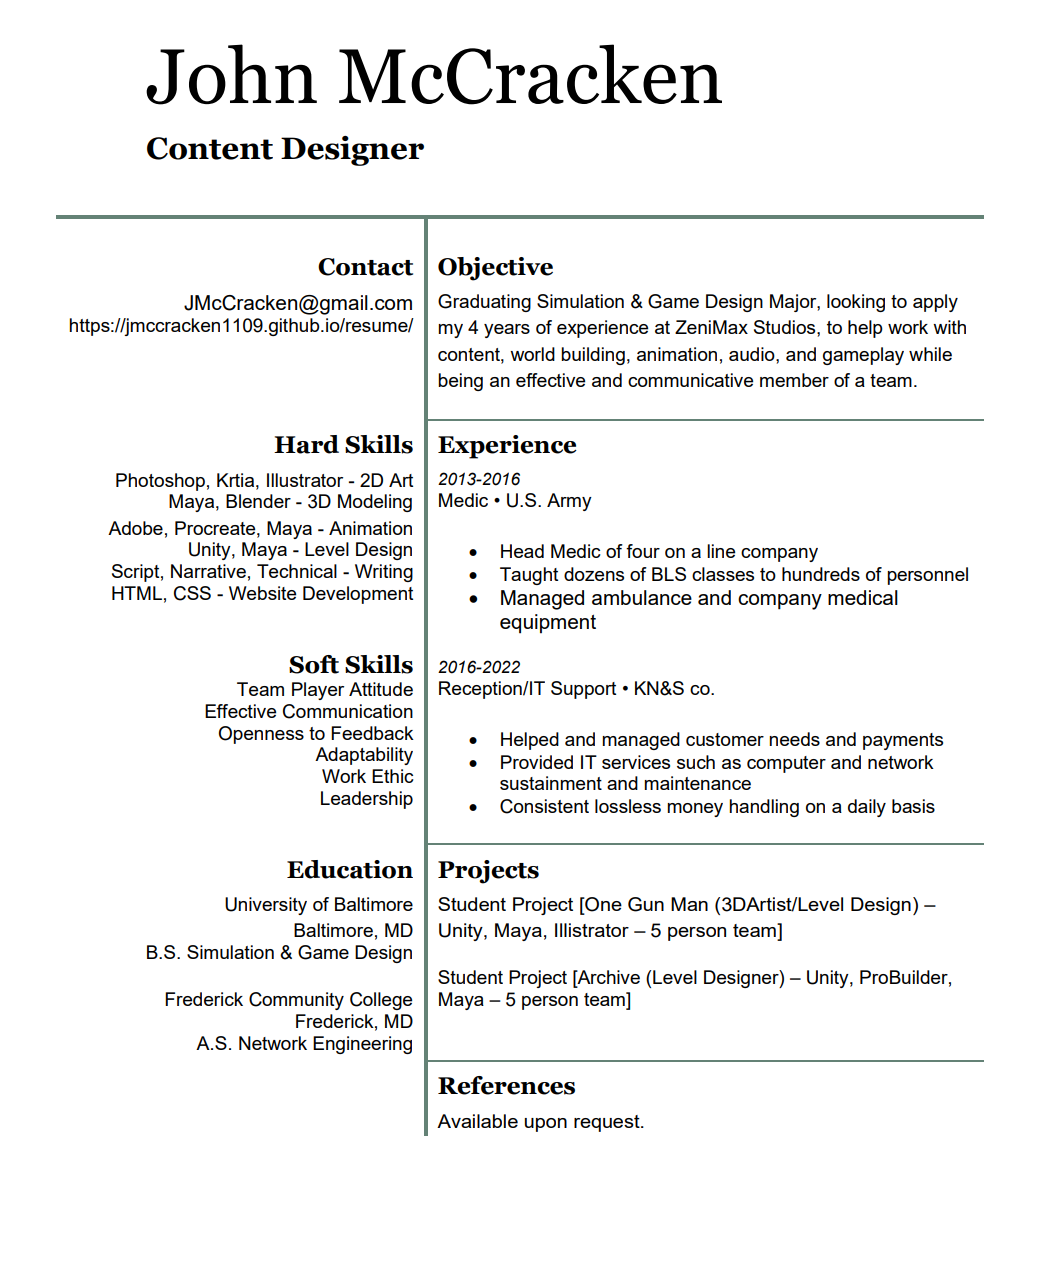 John McCracken
Content Designer
Contact
JMcCracken@gmail.com
https://jmccracken1109.github.io/resume/
Hard Skills
Photoshop, Krtia, Illustrator - 2D Art
Maya, Blender - 3D Modeling
Adobe, Procreate, Maya - Animation
Unity, Maya - Level Design
Script, Narrative, Technical - Writing
HTML, CSS - Website Development
Soft Skills
Team Player Attitude
Effective Communication
Openness to Feedback
Adaptability
Work Ethic
Leadership
Education
University of Baltimore
Baltimore, MD
B.S. Simulation & Game Design
Frederick Community College
Frederick, MD
A.S. Network Engineering
Objective
Graduating Simulation & Game Design Major, looking to apply
my 4 years of experience at ZeniMax Studios, to help work with
content, world building, animation, audio, and gameplay while
being an effective and communicative member of a team.
Experience
2013-2016
Medic • U.S. Army
• Head Medic of four on a line company
• Taught dozens of BLS classes to hundreds of personnel
• Managed ambulance and company medical
equipment
2016-2022
Reception/IT Support • KN&S co.
• Helped and managed customer needs and payments
• Provided IT services such as computer and network
sustainment and maintenance
• Consistent lossless money handling on a daily basis
Projects
Student Project [One Gun Man (3DArtist/Level Design) –
Unity, Maya, Illistrator – 5 person team]
Student Project [Archive (Level Designer) – Unity, ProBuilder,
Maya – 5 person team]
References
Available upon request.